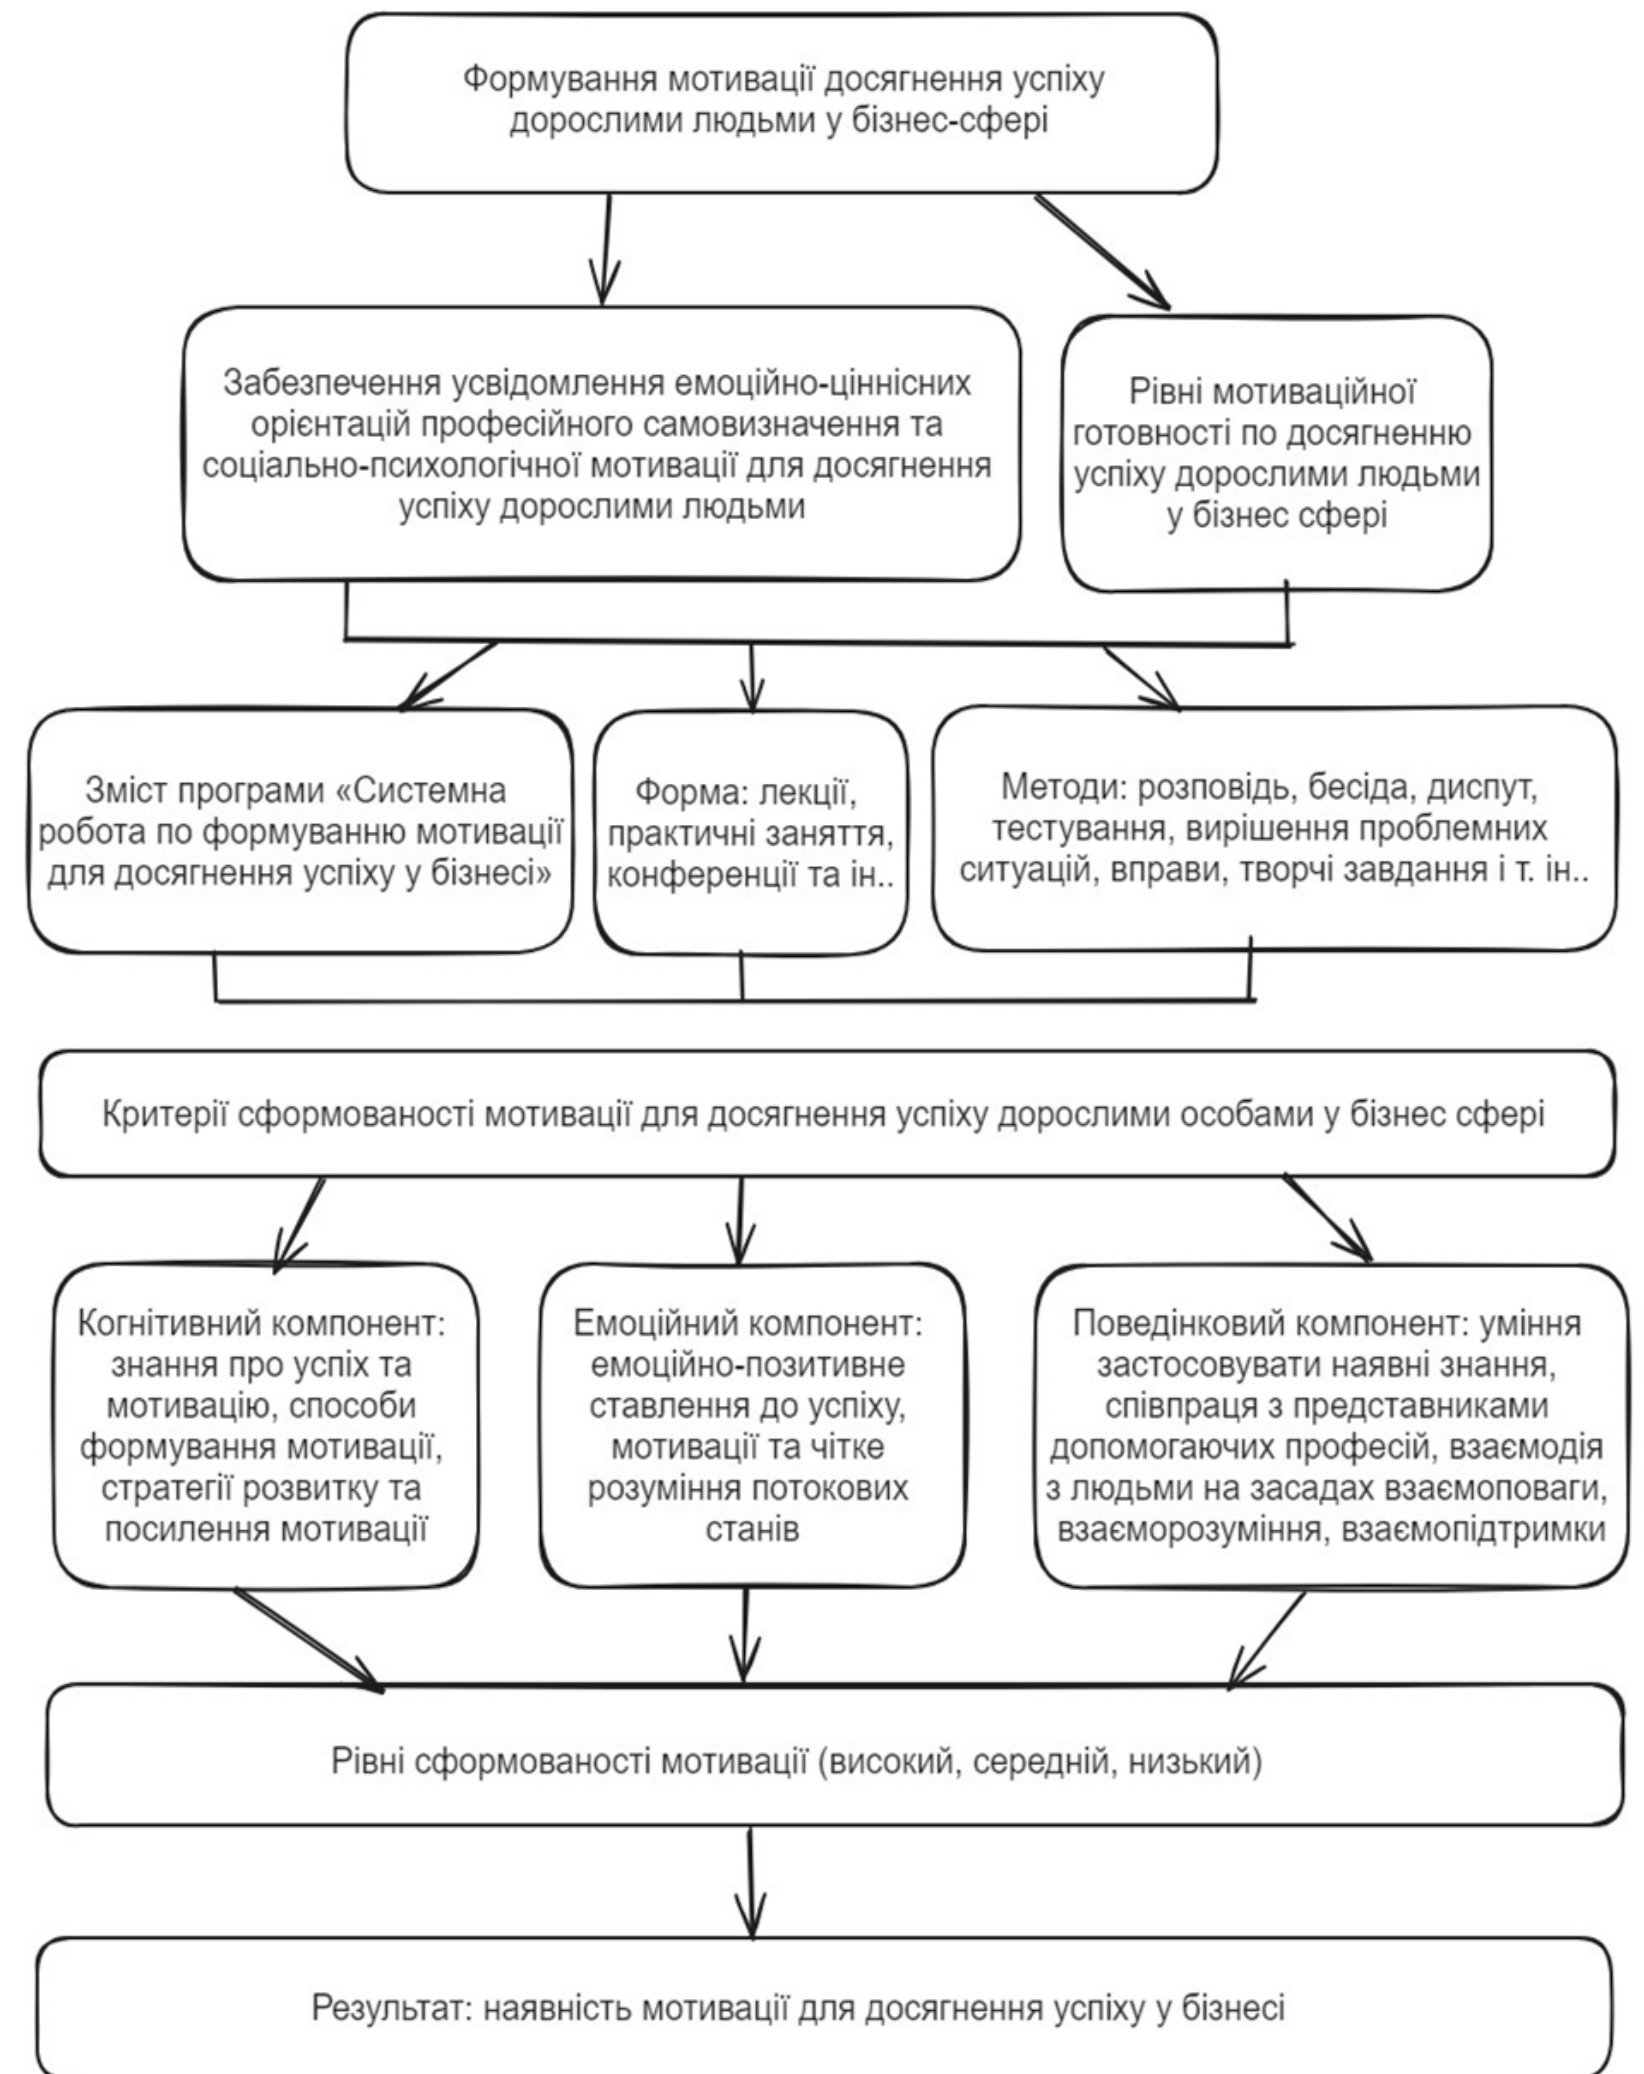 Формування мотивації досягнення успіху
дорослими людьми у бізнес-сфері
Забезпечення усвідомлення емоційно-ціннісних
орієнтацій професійного самовизначення та
соціально-психологічної мотивації для досягнення
успіху дорослими людьми
Рівні мотиваційної
готовності по досягненню
успіху дорослими людьми
у бізнес сфері
Зміст програми «Системна
робота по формуванню мотивації
для досягнення успіху у бізнесі»
Форма: лекції,
практичні заняття,
конференції та ін..
Методи: розповідь, бесіда, диспут,
тестування, вирішення проблемних
ситуацій, вправи, творчі завдання і т. ін..
Критерії сформованості мотивації для досягнення успіху дорослими особами у бізнес сфері
Когнітивний компонент:
знання про успіх та
мотивацію, способи
формування мотивації,
стратегії розвитку та
посилення мотивації
Емоційний компонент:
емоційно-позитивне
ставлення до успіху,
мотивації та чітке
розуміння потокових
станів
Поведінковий компонент: уміння
застосовувати наявні знання,
співпраця з представниками
допомогаючих професій, взаємодія
з людьми на засадах взаємоповаги,
взаєморозуміння, взаємопідтримки
Рівні сформованості мотивації (високий, середній, низький)
Результат: наявність мотивації для досягнення успіху у бізнесі